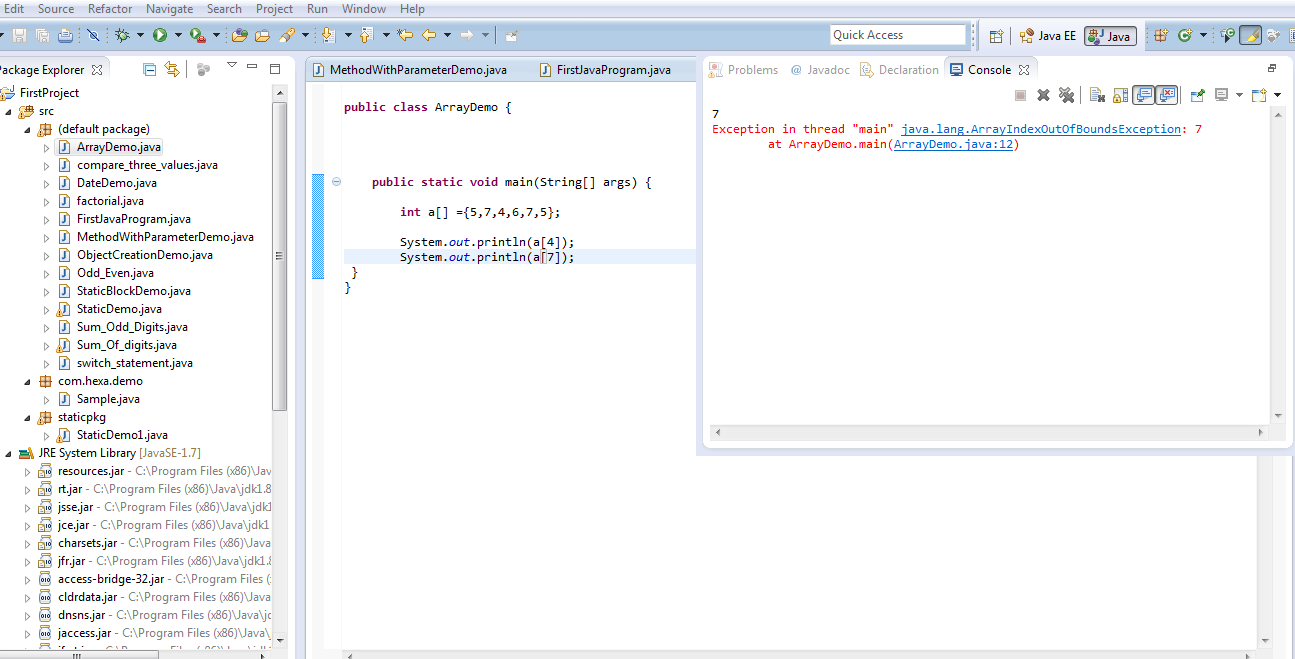 Edit Source Refactor Navigate Search Project Run Window Help
Quick Access
Java EE
Java
Package Explorer
FirstProject
src
(default package)
ArrayDemo.java
compare_three_values.java
DateDemo.java
factorial.java
FirstJavaProgram.java
MethodWithParameterDemo.java
ObjectCreationDemo.java
Odd_Even.java
StaticBlockDemo.java
StaticDemo.java
Sum_Odd_Digits.java
Sum_Of_digits.java
switch_statement.java
com.hexa.demo
Sample.java
staticpkg
StaticDemo1.java
JRE System Library [JavaSE-1.7]
resources.jar - C:\Program Files (x86)\Jav
rt.jar - C:\Program Files (x86)\Java\jdk1.8
jsse.jar - C:\Program Files (x86)\Java\jdk1
jce.jar - C:\Program Files (x86)\Java\jdk1
charsets.jar - C:\Program Files (x86)\Java
jfr.jar - C:\Program Files (x86)\Java\jdk1.8
access-bridge-32.jar - C:\Program Files (
cldrdata.jar - C:\Program Files (x86)\Java
dnsns.jar - C:\Program Files (x86)\Java\jc
jaccess.jar - C:\Program Files (x86)\Java\
MethodWithParameterDemo.java FirstJavaProgram.java
public class ArrayDemo {
public static void main(String[] args) {
int a[] ={5,7,4,6,7,5};
System.out.println(a[4]);
System.out.println(a[7]);
}
}
Problems @ Javadoc Declaration Console
7
Exception in thread "main" java.lang.ArrayIndexOutOfBoundsException: 7
at ArrayDemo.main(ArrayDemo.java:12)